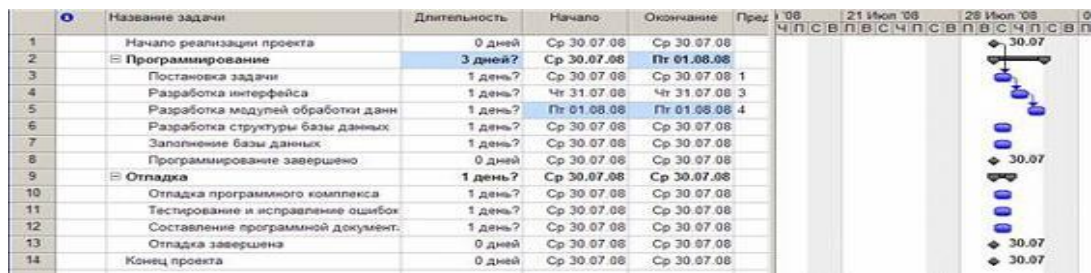 Название задачи Длительность Начало Окончание Пред '08 21 Июл '08 28 Июл '08
Ч П С В П В С Ч П С В П В С Ч П С В П
1 Начало реализации проекта 0 дней Ср 30.07.08 Ср 30.07.08 30.07
2 Программирование 3 дней? Ср 30.07.08 Пт 01.08.08
3 Постановка задачи 1 день? Ср 30.07.08 Ср 30.07.08 1
4 Разработка интерфейса 1 день? Чт 31.07.08 Чт 31.07.08 3
5 Разработка модулей обработки данн 1 день? Пт 01.08.08 Пт 01.08.08 4
6 Разработка структуры базы данных 1 день? Ср 30.07.08 Ср 30.07.08
7 Заполнение базы данных 1 день? Ср 30.07.08 Ср 30.07.08
8 Программирование завершено 0 дней Ср 30.07.08 Ср 30.07.08 30.07
9 Отладка 1 день? Ср 30.07.08 Ср 30.07.08
10 Отладка программного комплекса 1 день? Ср 30.07.08 Ср 30.07.08
11 Тестирование и исправление ошибок 1 день? Ср 30.07.08 Ср 30.07.08
12 Составление программной документ. 1 день? Ср 30.07.08 Ср 30.07.08
13 Отладка завершена 0 дней Ср 30.07.08 Ср 30.07.08 30.07
14 Конец проекта 0 дней Ср 30.07.08 Ср 30.07.08 30.07